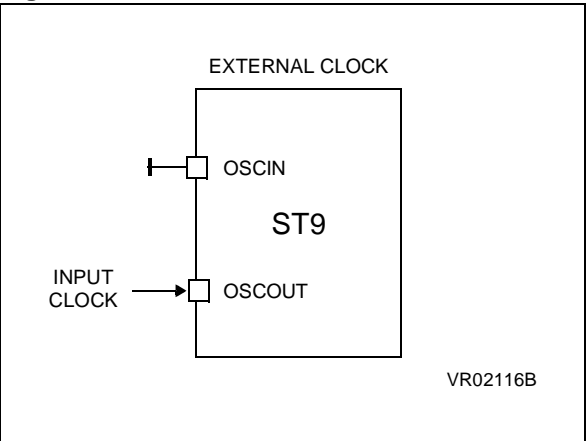 EXTERNAL CLOCK
OSCIN
ST9
INPUT
CLOCK
OSCOUT
VR02116B